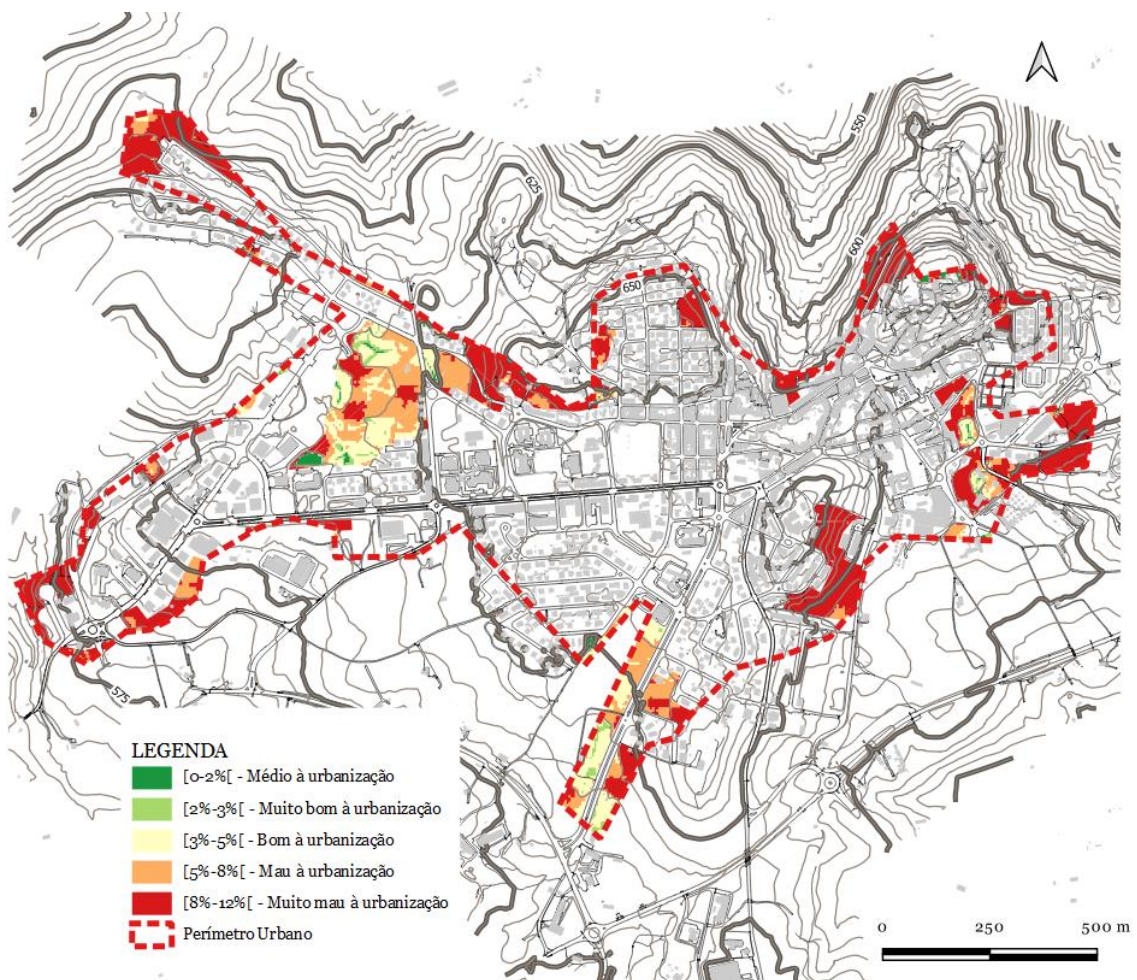 550
625
600
650
575
LEGENDA
[0-2%[ - Médio à urbanização
[2%-3%[ - Muito bom à urbanização
[3%-5%[ - Bom à urbanização
[5%-8%[ - Mau à urbanização
[8%-12%[ - Muito mau à urbanização
Perímetro Urbano
0 250 500 m